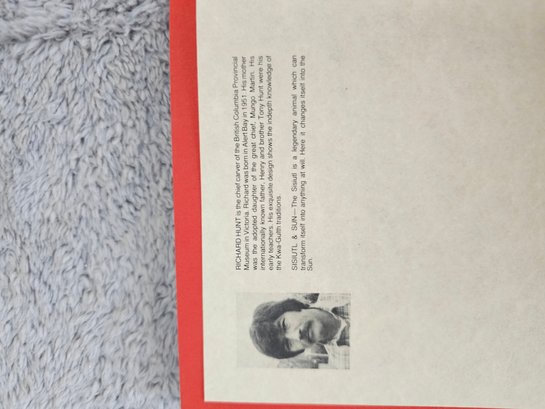 RICHARD HUNT is the chief carver of the British Columbia Provincial
Museum in Victoria. Richard was born in Alert Bay in 1951. His mother
was the adopted daughter of the great chief, Mungo Martin. His
internationally known father, Henry and brother Tony Hunt were his
early teachers. His exquisite design shows the indepth knowledge of
the Kwa-Gulth traditions.
SISIUTL & SUN—The Sisiutl is a legendary animal which can
transform itself into anything at will. Here it changes itself into the
Sun.